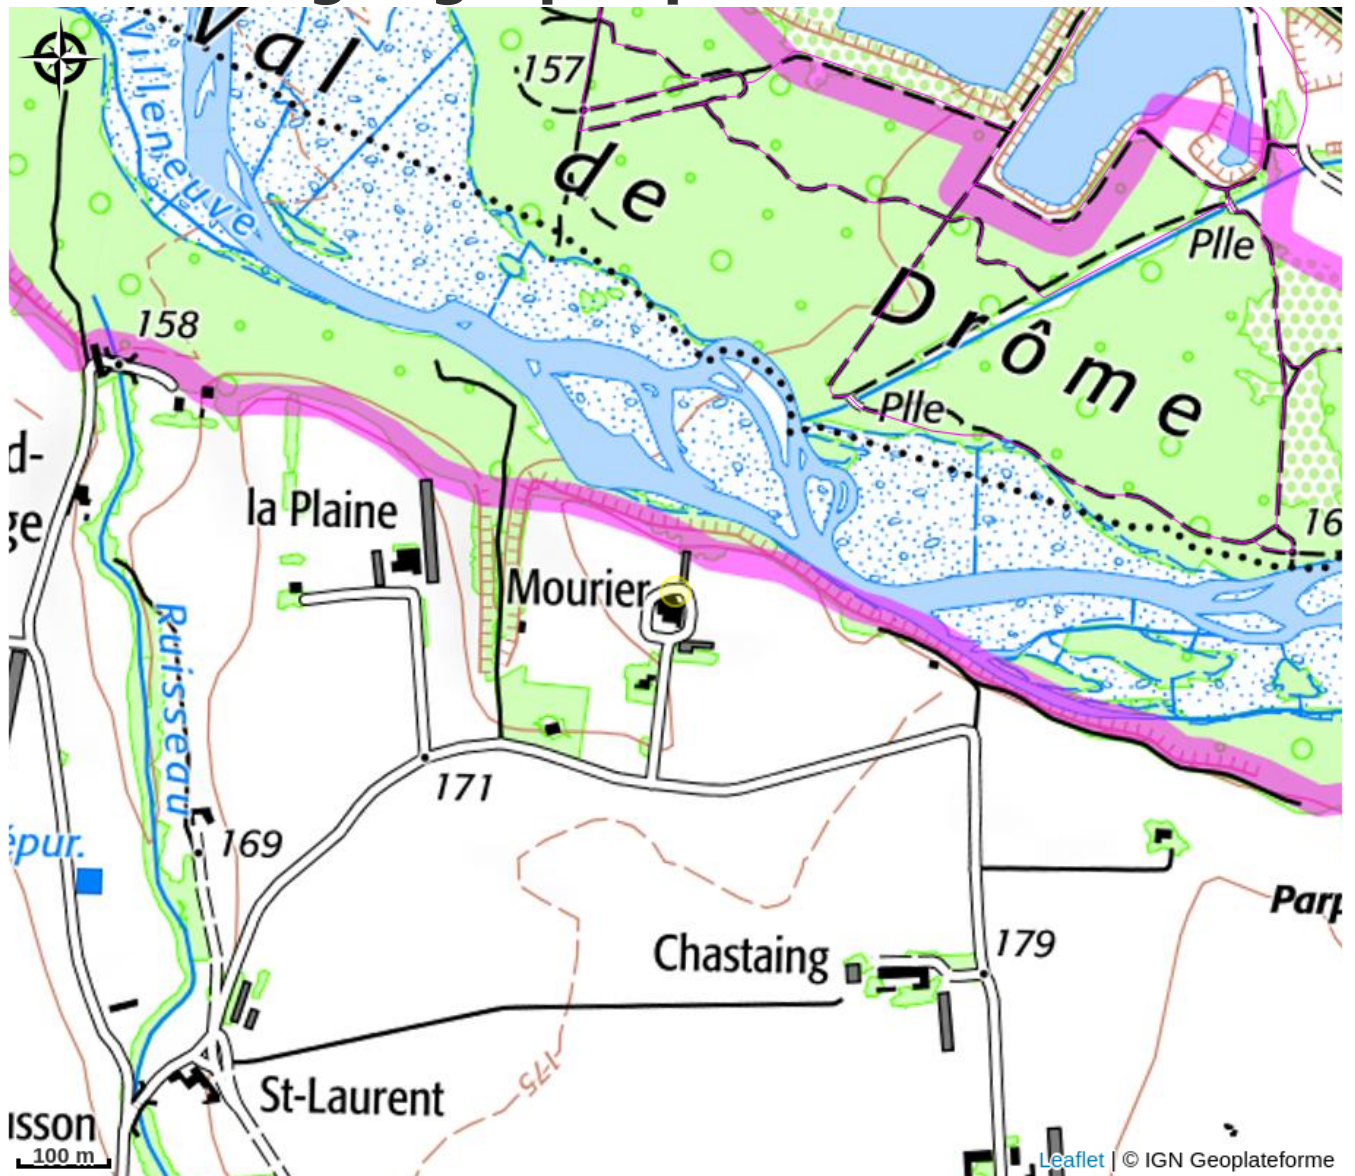 Val
de
Drôme
Villeneuve
157
Plle
158
Plle
d-
ge
la Plaine
16
Mourier
Ruisseau
171
169
épur.
Parp
Chastaing
179
175
St-Laurent
usson
100 m
Leaflet | © IGN Geoplateforme